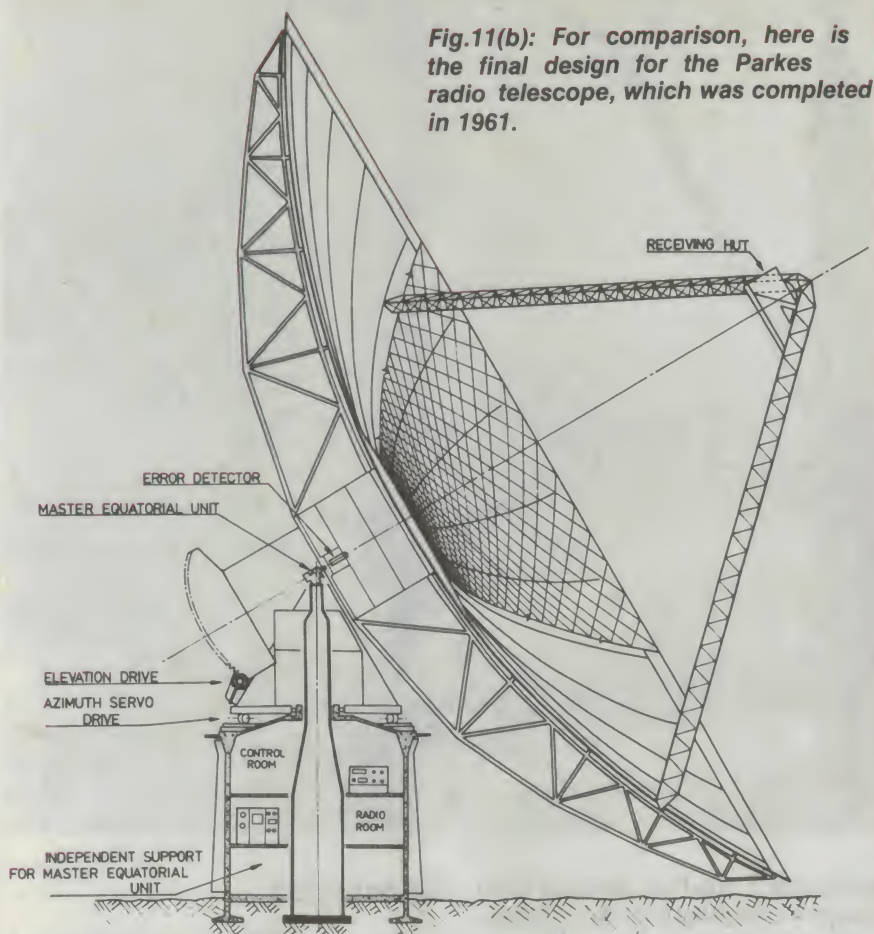 Fig.11(b): For comparison, here is
the final design for the Parkes
radio telescope, which was completed
in 1961.
RECEIVING HUT
ERROR DETECTOR
MASTER EQUATORIAL UNIT
ELEVATION DRIVE
AZIMUTH SERVO
DRIVE
CONTROL
ROOM
RADIO
ROOM
INDEPENDENT SUPPORT
FOR MASTER EQUATORIAL
UNIT